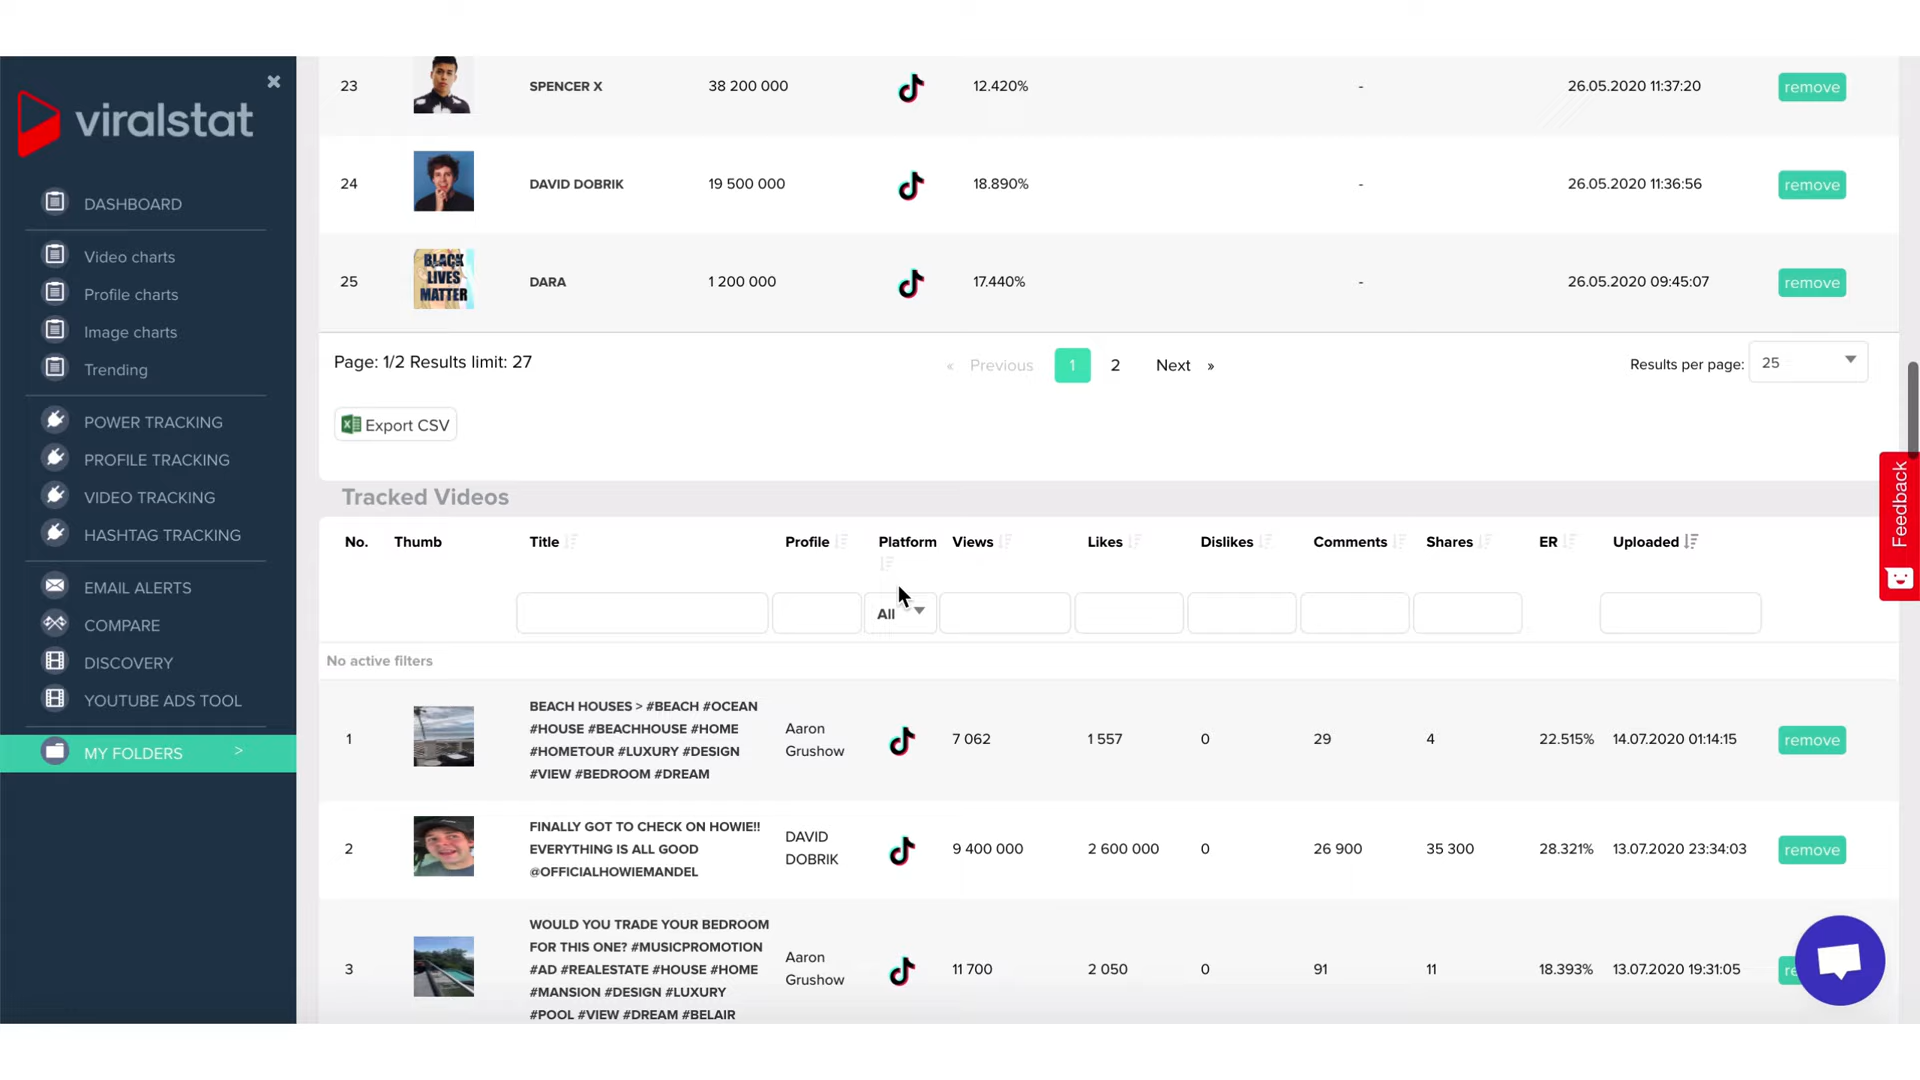 viralstat
DASHBOARD
Video charts
Profile charts
Image charts
Trending
POWER TRACKING
PROFILE TRACKING
VIDEO TRACKING
HASHTAG TRACKING
EMAIL ALERTS
COMPARE
DISCOVERY
YOUTUBE ADS TOOL
MY FOLDERS >
23 SPENCER X 38 200 000 12.420% - 26.05.2020 11:37:20 remove
24 DAVID DOBRIK 19 500 000 18.890% - 26.05.2020 11:36:56 remove
BLACK
LIVES
MATTER
25 DARA 1 200 000 17.440% - 26.05.2020 09:45:07 remove
Page: 1/2 Results limit: 27 « Previous 1 2 Next » Results per page: 25
Export CSV
Tracked Videos
No. Thumb Title Profile Platform Views Likes Dislikes Comments Shares ER Uploaded
All
No active filters
1 BEACH HOUSES > #BEACH #OCEAN
#HOUSE #BEACHHOUSE #HOME
#HOMETOUR #LUXURY #DESIGN
#VIEW #BEDROOM #DREAM
Aaron
Grushow
7 062 1 557 0 29 4 22.515% 14.07.2020 01:14:15 remove
2 FINALLY GOT TO CHECK ON HOWIE!!
EVERYTHING IS ALL GOOD
@OFFICIALHOWIEMANDEL
DAVID
DOBRIK
9 400 000 2 600 000 0 26 900 35 300 28.321% 13.07.2020 23:34:03 remove
3 WOULD YOU TRADE YOUR BEDROOM
FOR THIS ONE? #MUSICPROMOTION
#AD #REALESTATE #HOUSE #HOME
#MANSION #DESIGN #LUXURY
#POOL #VIEW #DREAM #BELAIR
Aaron
Grushow
11 700 2 050 0 91 11 18.393% 13.07.2020 19:31:05
Feedback